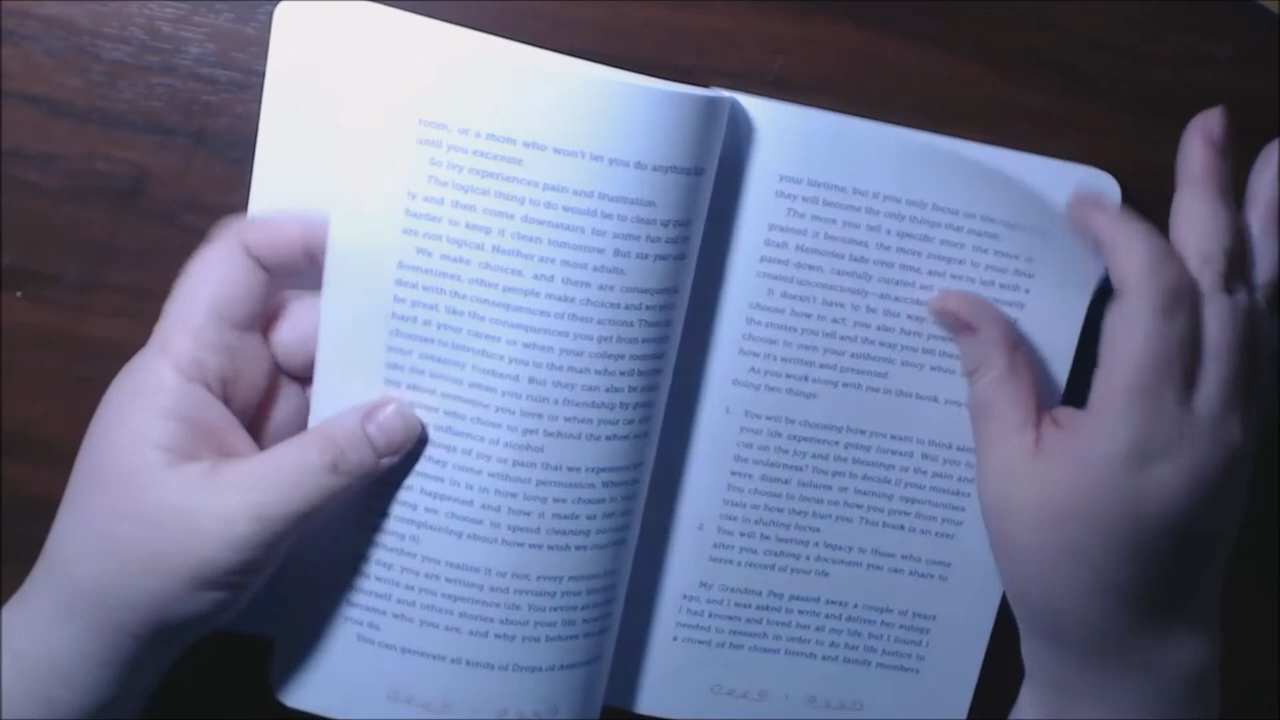 room, or a mom who won't let you do anything
until you excavate.
So Ivy experiences pain and frustration.
The logical thing to do would be to clean up
ty and then come downstairs for some fun and
harder to keep it clean tomorrow. But six-year-olds
are not logical. Neither are most adults.
We make choices, and there are consequences.
Sometimes, other people make choices and we
deal with the consequences of their actions.
be great, like the consequences you get from
hard at your career or when your college
chooses to introduce you to the man who will
your amazing husband. But they can also be
like the lonely when you ruin a friendship by
about someone you love or when your car
who chose to get behind the wheel
influence of alcohol
of joy or pain that we experience
they come without permission.
in is in how long we choose to
happened and how it made us feel
we choose to spend cleaning
complaining about how we wish we
it).
whether you realize it or not, every
day, you are writing and revising your
write as you experience life. You revise as
yourself and others stories about your life,
became who you are, and why you behave
you do.
You can generate all kinds of Drops of
your lifetime, but if you only focus on the
they will become the only things that matter.
The more you tell a specific story, the more in-
grained it becomes, the more integral to your final
draft. Memories fade over time, and we're left with a
pared-down, carefully curated set
created unconsciously—an
It doesn't have to be this way.
choose how to act, you also have
the stories you tell and the way you tell
choose to own your authentic story
how it's written and presented.
As you work along with me in this book,
doing two things:
1. You will be choosing how you want to think about
your life experience going forward. Will you
cus on the joy and the blessings or the pain and
the unfairness? You get to decide if your mistakes
were dismal failures or learning opportunities.
You choose to focus on how you grew from your
trials or how they hurt you. This book is an exer-
cise in shifting focus.
2. You will be leaving a legacy to those who come
after you, crafting a document you can share to
leave a record of your life.
My Grandma Peg passed away a couple of years
ago, and I was asked to write and deliver her eulogy.
I had known and loved her all my life, but I found I
needed to research in order to do her life justice to
a crowd of her closest friends and family members.